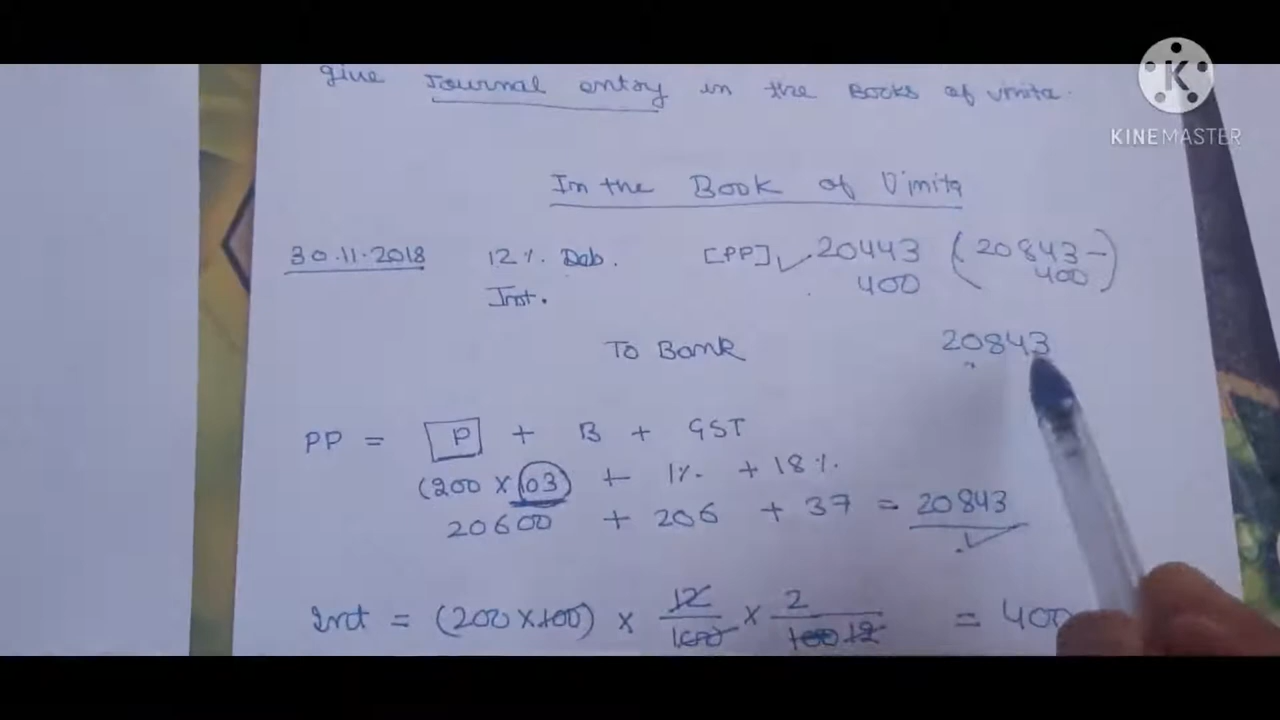 give Journal entry in the Books of vinita.
KINEMASTER
In the Book of Vinita
30.11.2018 12%. Deb. [PP] ✓ 20443 (20843-
Int. 400 400)
To Bank 20843
PP = P + B + GST
(200 × 103 + 1% + 18%.
20600 + 206 + 37 = 20843
Int = (200×100) × 12/100 × 2/12 = 400